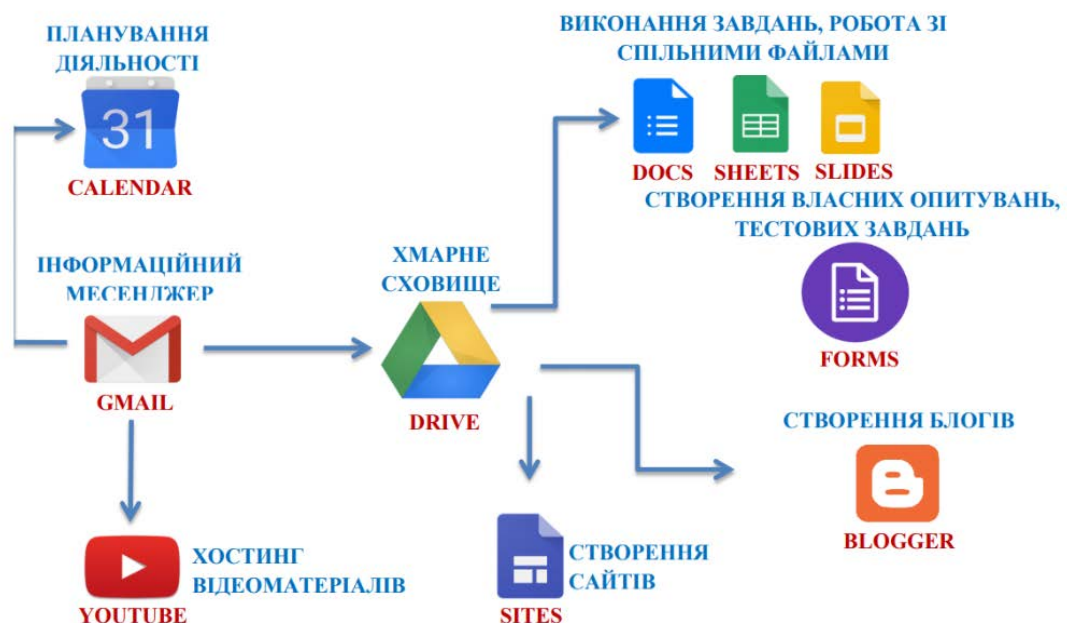 ПЛАНУВАННЯ
ДІЯЛЬНОСТІ
31
CALENDAR
ВИКОНАННЯ ЗАВДАНЬ, РОБОТА ЗІ
СПІЛЬНИМИ ФАЙЛАМИ
DOCS SHEETS SLIDES
СТВОРЕННЯ ВЛАСНИХ ОПИТУВАНЬ,
ТЕСТОВИХ ЗАВДАНЬ
FORMS
ІНФОРМАЦІЙНИЙ
МЕСЕНДЖЕР
GMAIL
ХМАРНЕ
СХОВИЩЕ
DRIVE
СТВОРЕННЯ БЛОГІВ
BLOGGER
ХОСТИНГ
ВІДЕОМАТЕРІАЛІВ
YOUTUBE
СТВОРЕННЯ
САЙТІВ
SITES